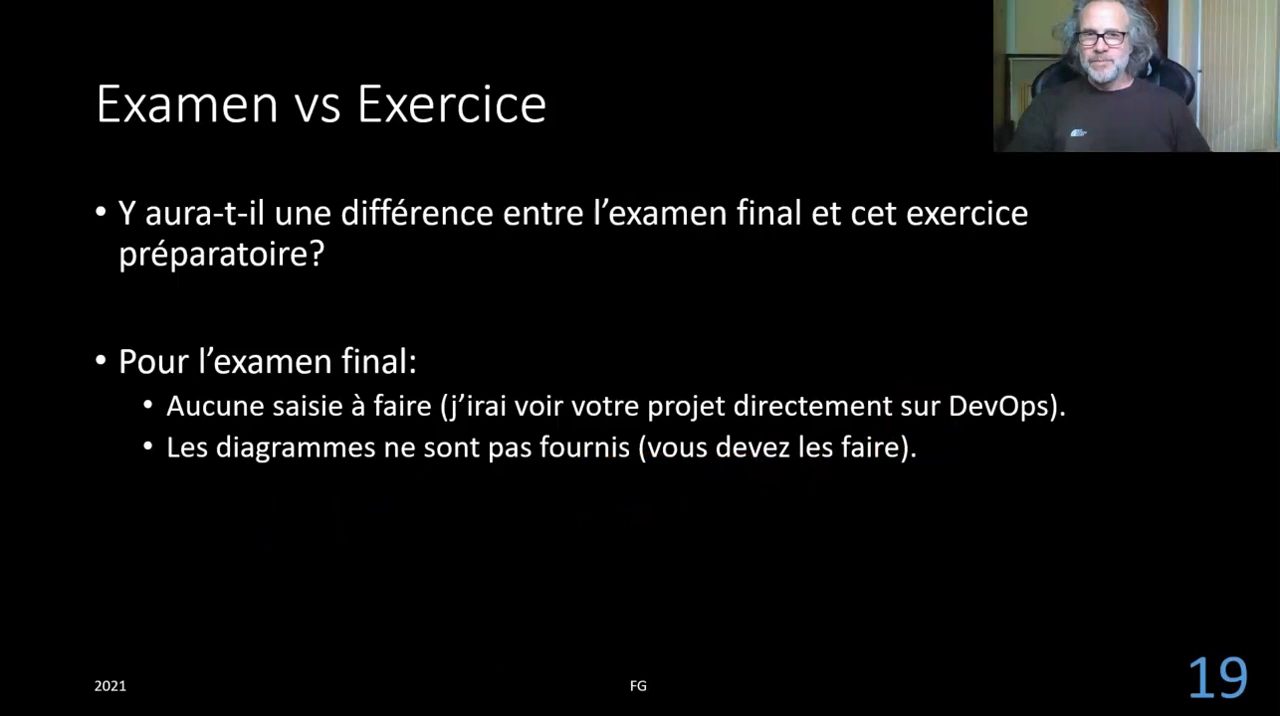 Examen vs Exercice
• Y aura-t-il une différence entre l’examen final et cet exercice
préparatoire?
• Pour l’examen final:
• Aucune saisie à faire (j’irai voir votre projet directement sur DevOps).
• Les diagrammes ne sont pas fournis (vous devez les faire).
2021
FG
19